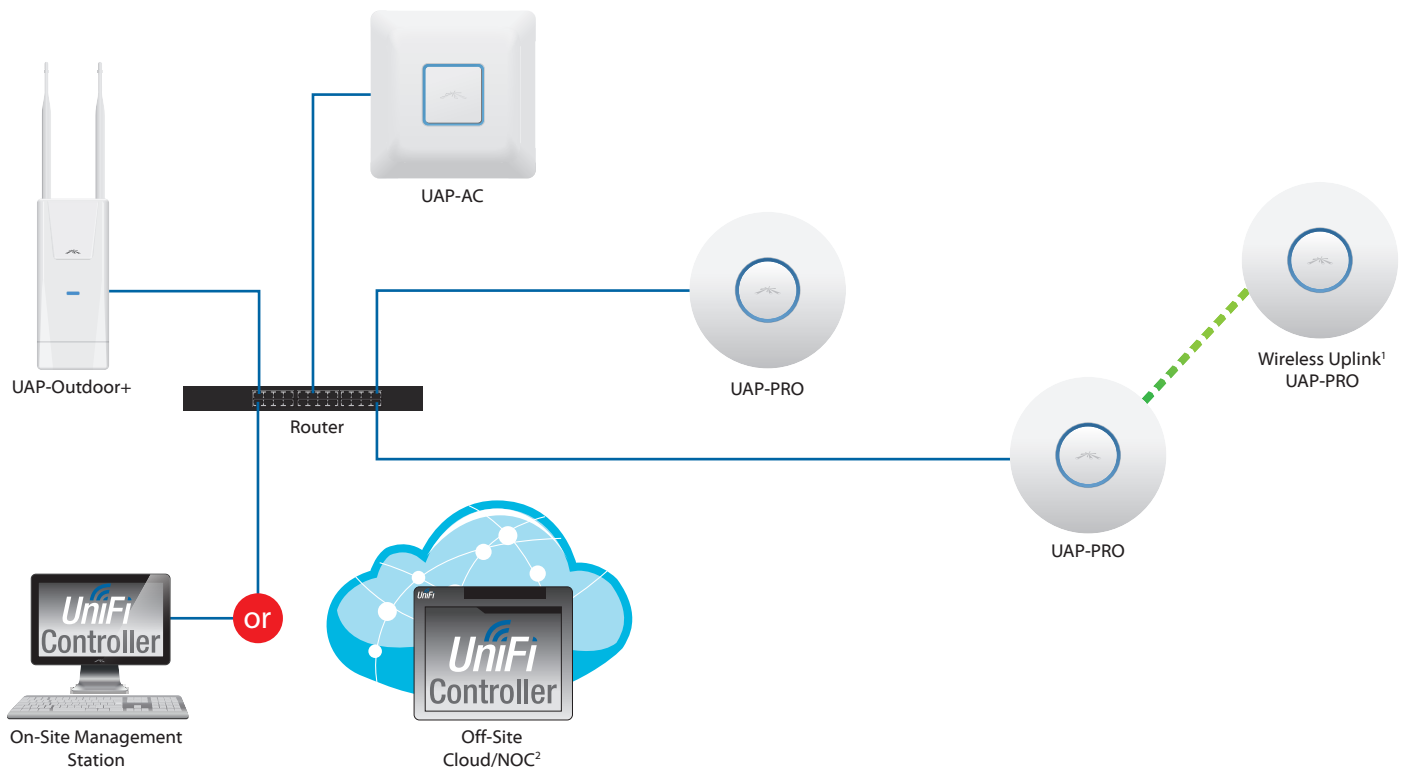 UAP-AC
UAP-Outdoor+
Router
UAP-PRO
Wireless Uplink¹
UAP-PRO
UAP-PRO
UniFi
Controller
or
UniFi
UniFi
Controller
On-Site Management
Station
Off-Site
Cloud/NOC²